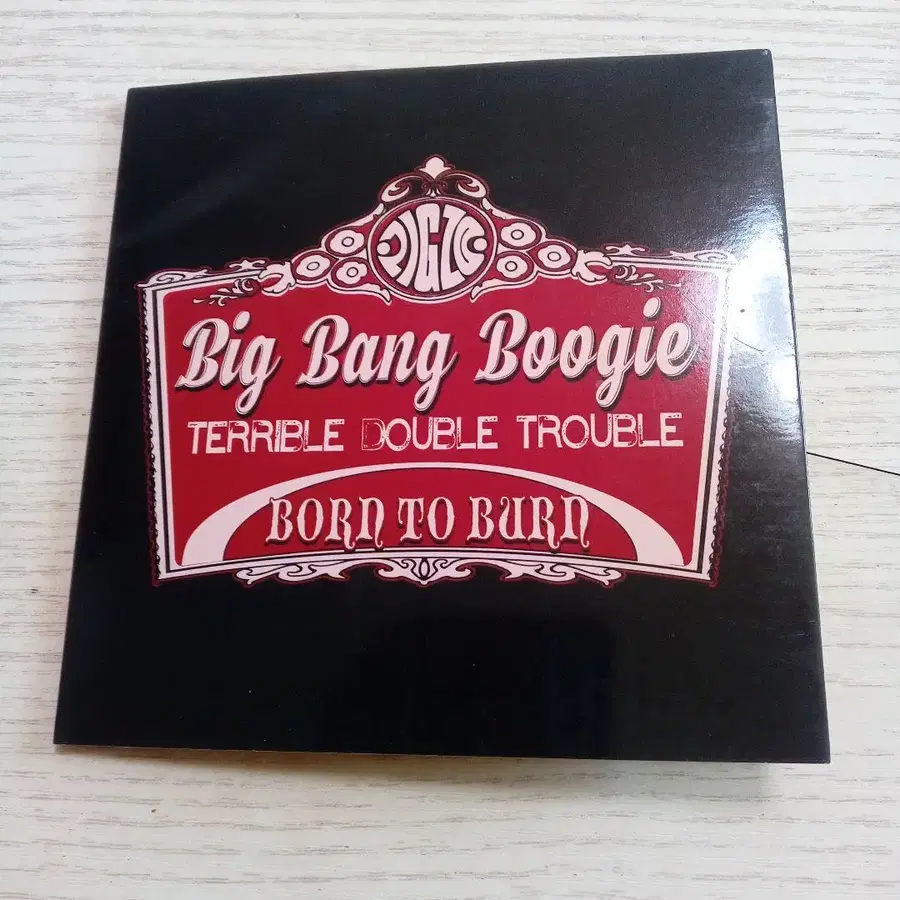 Big Bang Boogie
TERRIBLE DOUBLE TROUBLE
BORN TO BURN